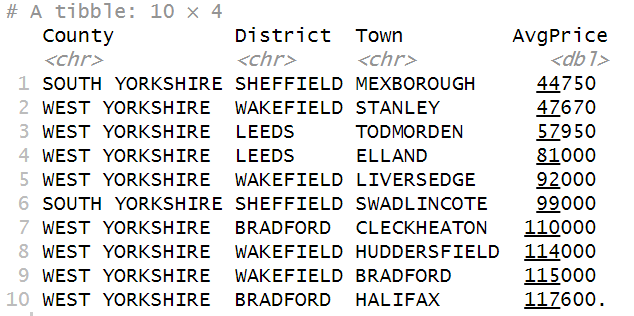 # A tibble: 10 × 4
County District Town AvgPrice
<chr> <chr> <chr> <dbl>
1 SOUTH YORKSHIRE SHEFFIELD MEXBOROUGH 44750
2 WEST YORKSHIRE WAKEFIELD STANLEY 47670
3 WEST YORKSHIRE LEEDS TODMORDEN 57950
4 WEST YORKSHIRE LEEDS ELLAND 81000
5 WEST YORKSHIRE WAKEFIELD LIVERSEDGE 92000
6 SOUTH YORKSHIRE SHEFFIELD SWADLINCOTE 99000
7 WEST YORKSHIRE BRADFORD CLECKHEATON 110000
8 WEST YORKSHIRE WAKEFIELD HUDDERSFIELD 114000
9 WEST YORKSHIRE WAKEFIELD BRADFORD 115000
10 WEST YORKSHIRE BRADFORD HALIFAX 117600.